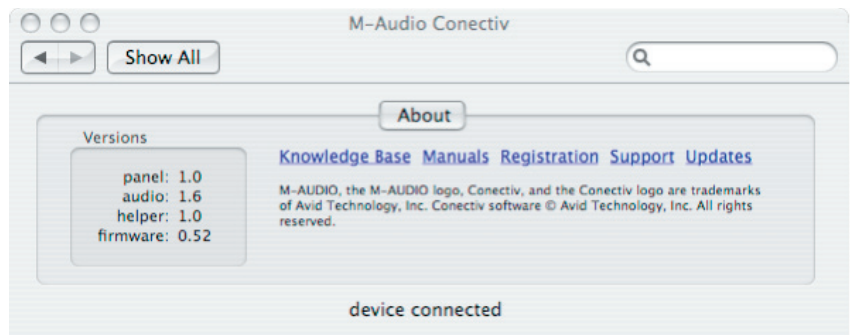 M-Audio Conectiv
Show All
About
Versions
panel: 1.0
audio: 1.6
helper: 1.0
firmware: 0.52
Knowledge Base Manuals Registration Support Updates
M-AUDIO, the M-AUDIO logo, Conectiv, and the Conectiv logo are trademarks
of Avid Technology, Inc. Conectiv software © Avid Technology, Inc. All rights
reserved.
device connected